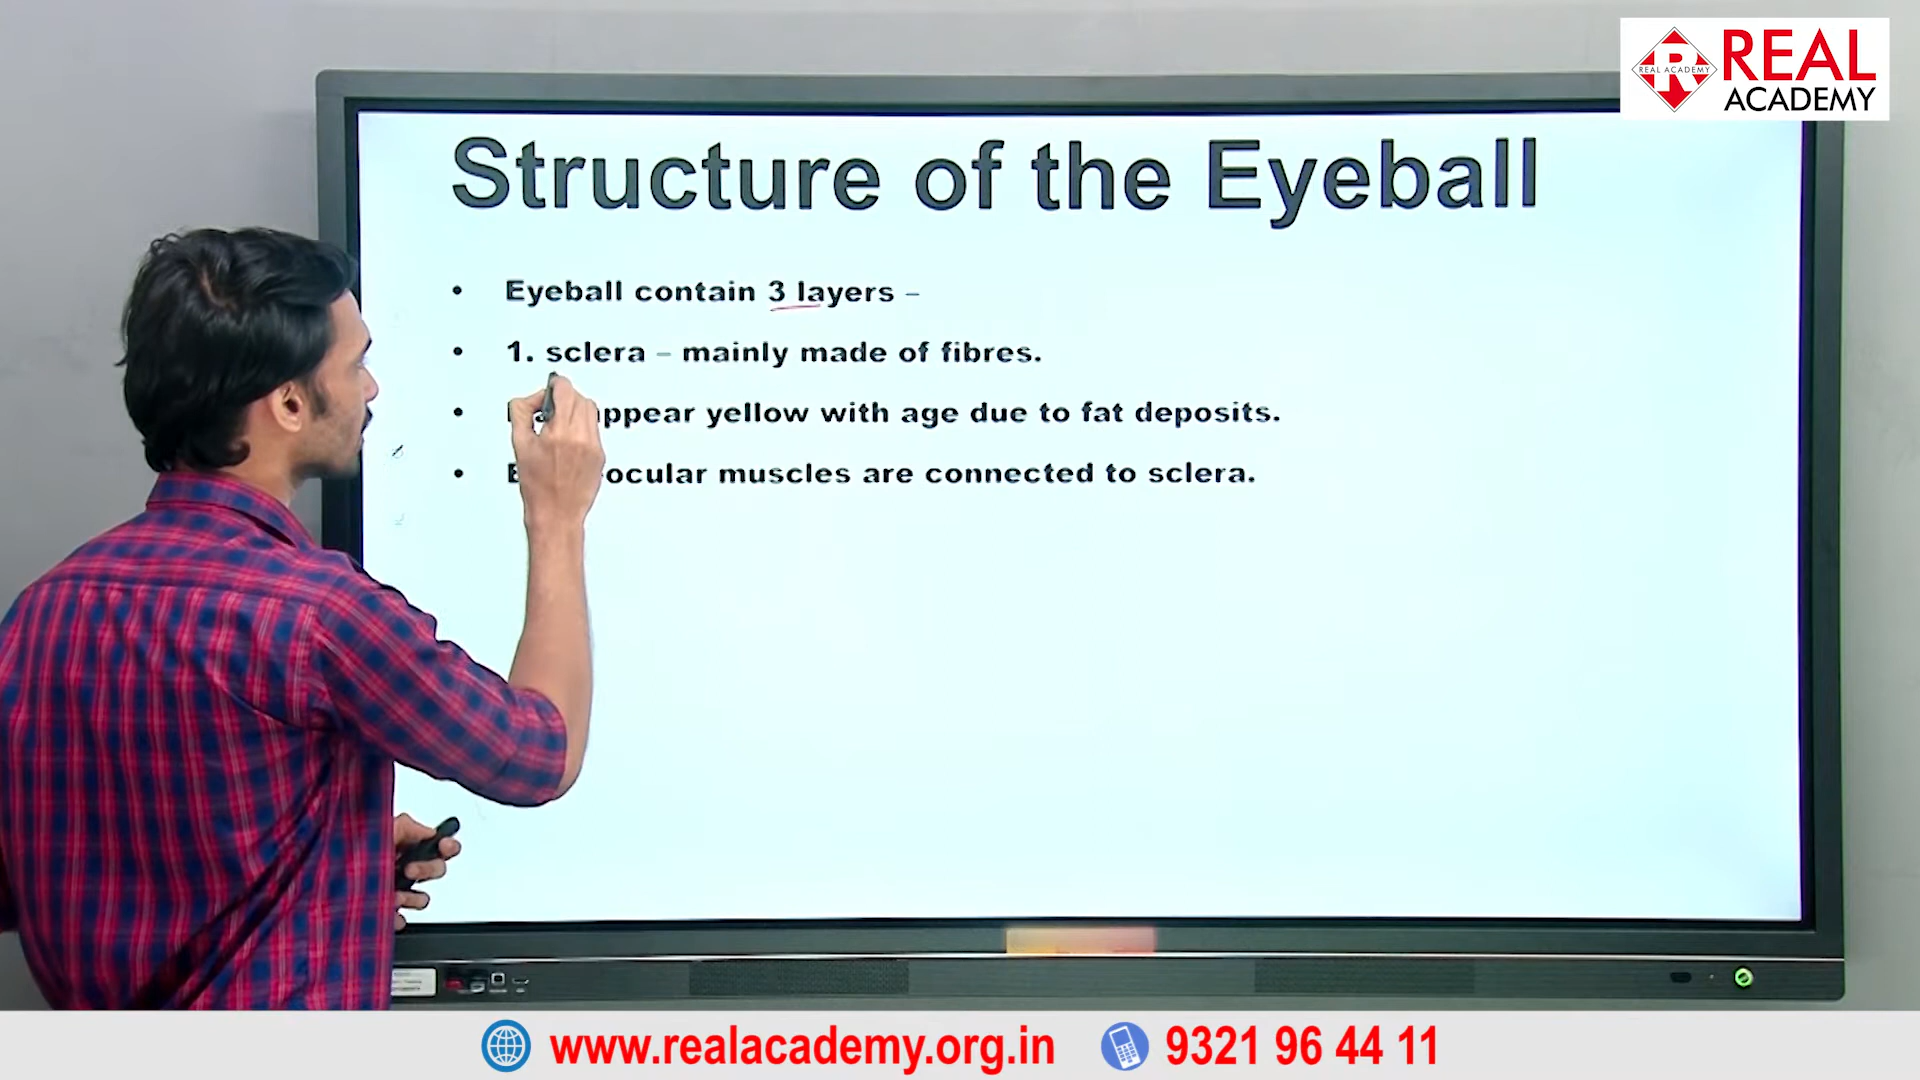 REAL ACADEMY
REAL
ACADEMY
Structure of the Eyeball
• Eyeball contain 3 layers –
• 1. sclera – mainly made of fibres.
• appear yellow with age due to fat deposits.
• ocular muscles are connected to sclera.
www.realacademy.org.in 9321 96 44 11